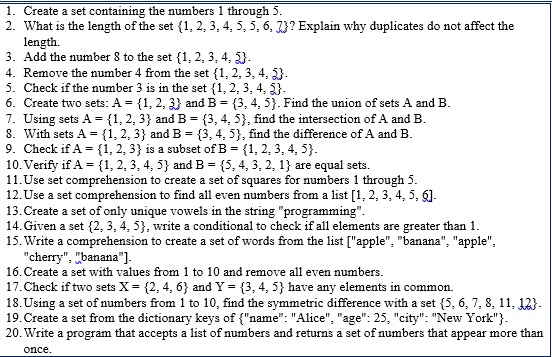 1. Create a set containing the numbers 1 through 5.
2. What is the length of the set {1, 2, 3, 4, 5, 5, 6, 7}? Explain why duplicates do not affect the
length.
3. Add the number 8 to the set {1, 2, 3, 4, 5}.
4. Remove the number 4 from the set {1, 2, 3, 4, 5}.
5. Check if the number 3 is in the set {1, 2, 3, 4, 5}.
6. Create two sets: A = {1, 2, 3} and B = {3, 4, 5}. Find the union of sets A and B.
7. Using sets A = {1, 2, 3} and B = {3, 4, 5}, find the intersection of A and B.
8. With sets A = {1, 2, 3} and B = {3, 4, 5}, find the difference of A and B.
9. Check if A = {1, 2, 3} is a subset of B = {1, 2, 3, 4, 5}.
10. Verify if A = {1, 2, 3, 4, 5} and B = {5, 4, 3, 2, 1} are equal sets.
11. Use set comprehension to create a set of squares for numbers 1 through 5.
12. Use a set comprehension to find all even numbers from a list [1, 2, 3, 4, 5, 6].
13. Create a set of only unique vowels in the string "programming".
14. Given a set {2, 3, 4, 5}, write a conditional to check if all elements are greater than 1.
15. Write a comprehension to create a set of words from the list ["apple", "banana", "apple",
"cherry", "banana"].
16. Create a set with values from 1 to 10 and remove all even numbers.
17. Check if two sets X = {2, 4, 6} and Y = {3, 4, 5} have any elements in common.
18. Using a set of numbers from 1 to 10, find the symmetric difference with a set {5, 6, 7, 8, 11, 12}.
19. Create a set from the dictionary keys of {"name": "Alice", "age": 25, "city": "New York"}.
20. Write a program that accepts a list of numbers and returns a set of numbers that appear more than
once.